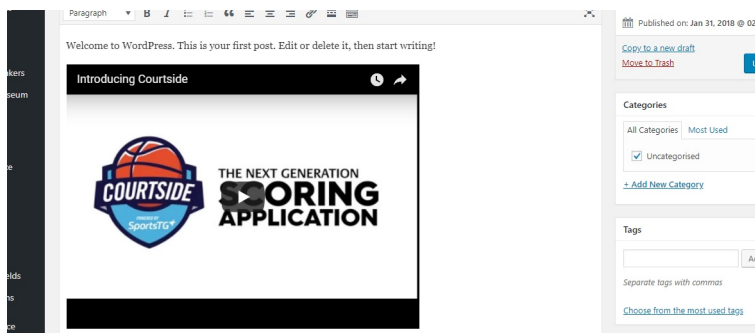 Paragraph
B I
Published on: Jan 31, 2018 @ 02
Copy to a new draft
Move to Trash
Welcome to WordPress. This is your first post. Edit or delete it, then start writing!
Introducing Courtside
COURTSIDE
POWERED BY
SportsTG
THE NEXT GENERATION
SCORING
APPLICATION
Categories
All Categories Most Used
Uncategorised
+ Add New Category
Tags
Separate tags with commas
Choose from the most used tags
akers
seum
elds